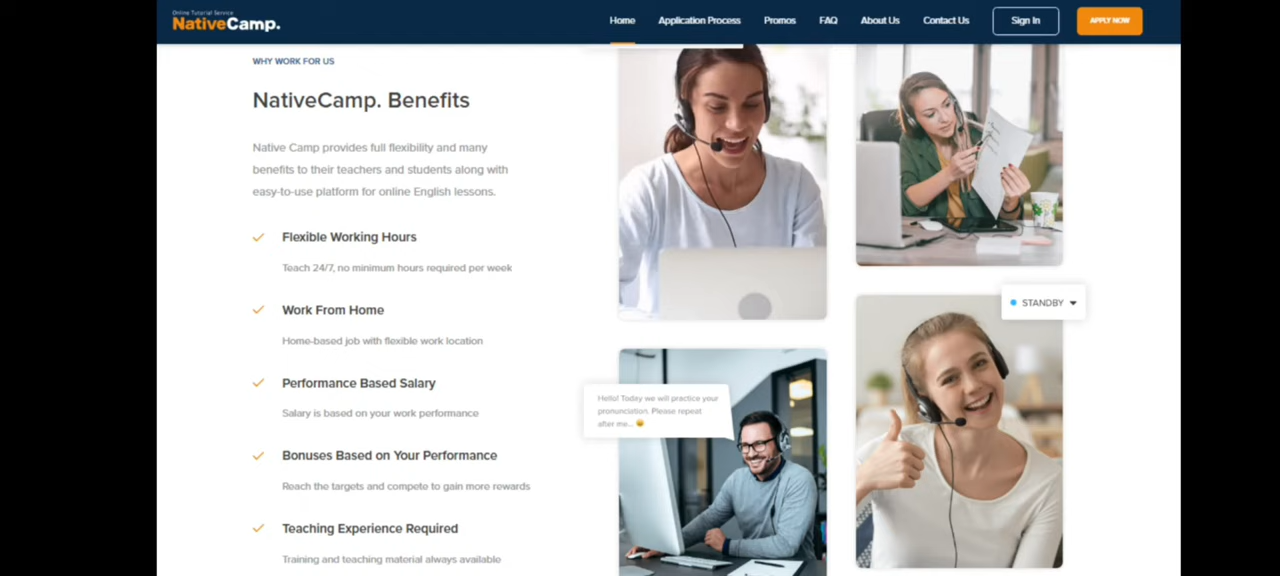 Online Tutorial Service
NativeCamp.
Home
Application Process
Promos
FAQ
About Us
Contact Us
Sign In
APPLY NOW
WHY WORK FOR US
NativeCamp. Benefits
Native Camp provides full flexibility and many
benefits to their teachers and students along with
easy-to-use platform for online English lessons.
Flexible Working Hours
Teach 24/7, no minimum hours required per week
Work From Home
Home-based job with flexible work location
Performance Based Salary
Salary is based on your work performance
Bonuses Based on Your Performance
Reach the targets and compete to gain more rewards
Teaching Experience Required
Training and teaching material always available
STANDBY
Hello! Today we will practice your
pronunciation. Please repeat
after me...